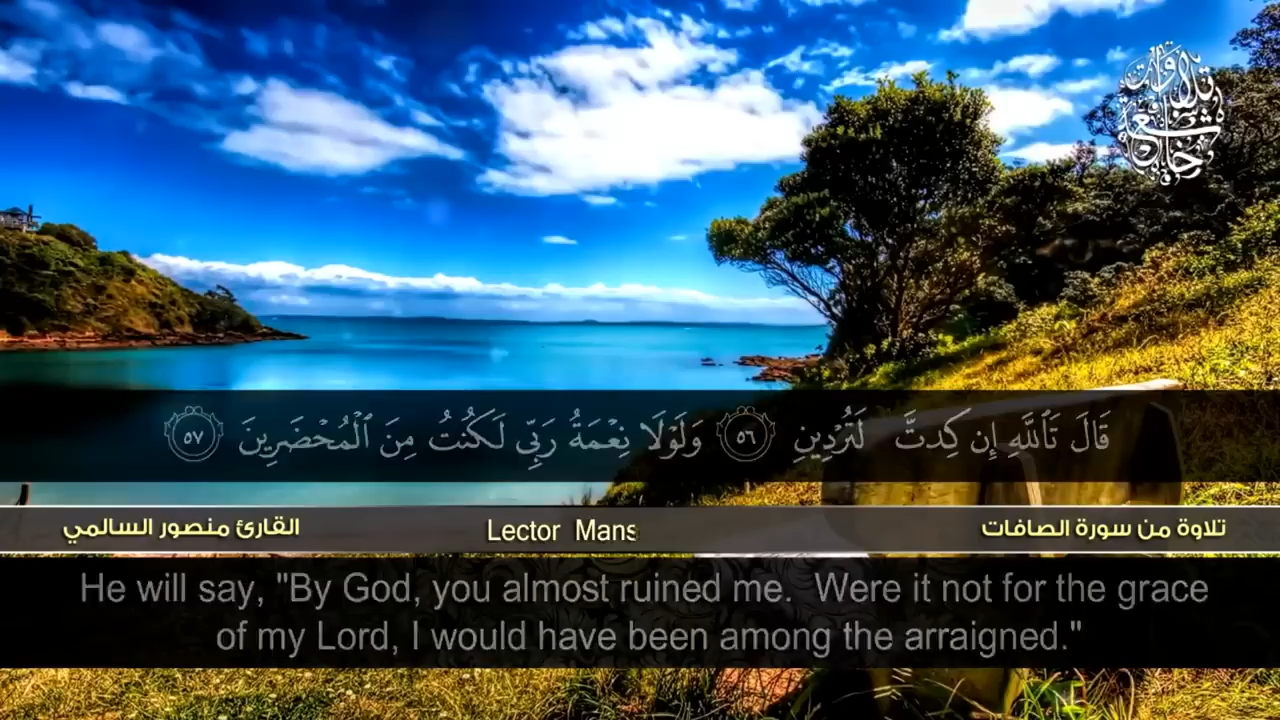 تلاوات خاشعة
قَالَ تَٱللَّهِ إِن كِدتَّ لَتُرْدِينِ ٥٦ وَلَوْلَا نِعْمَةُ رَبِّى لَكُنتُ مِنَ ٱلْمُحْضَرِينَ ٥٧
تلاوة من سورة الصافات
Lector Mans
القارئ منصور السالمي
He will say, "By God, you almost ruined me. Were it not for the grace
of my Lord, I would have been among the arraigned."